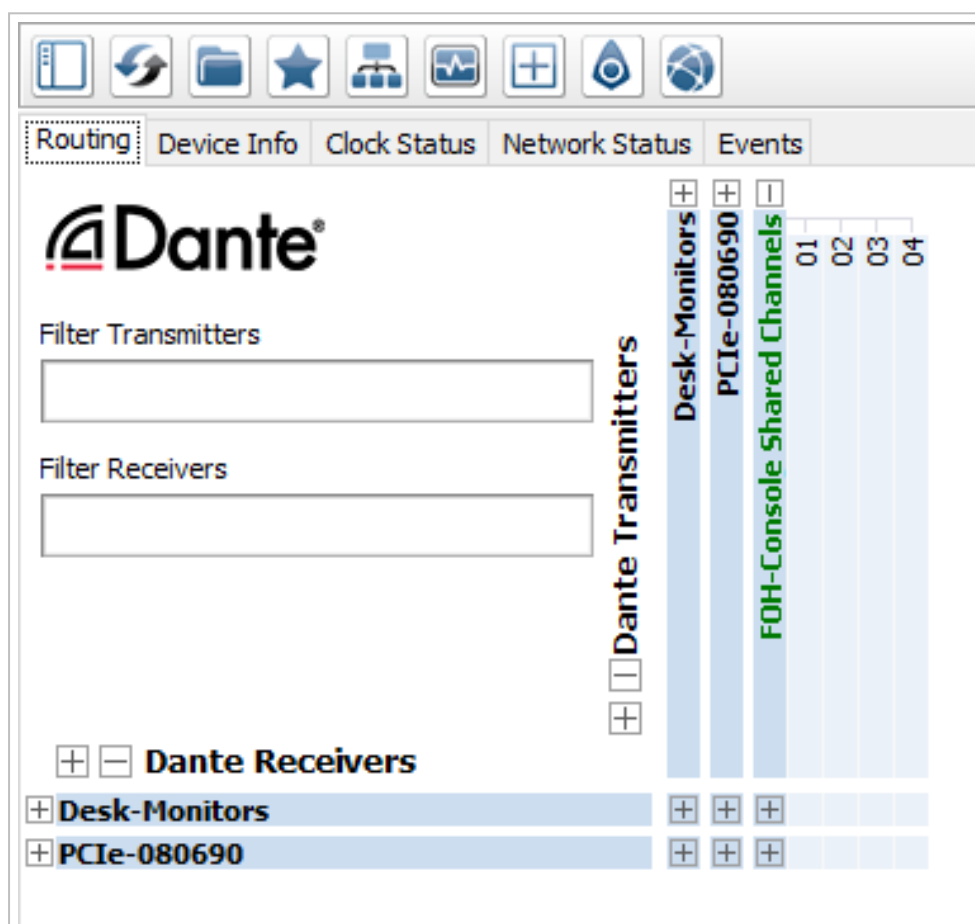 Routing Device Info Clock Status Network Status Events
Dante®
Filter Transmitters
Filter Receivers
Dante Transmitters
Desk-Monitors
PCIe-080690
FOH-Console Shared Channels
01
02
03
04
Dante Receivers
Desk-Monitors
PCIe-080690